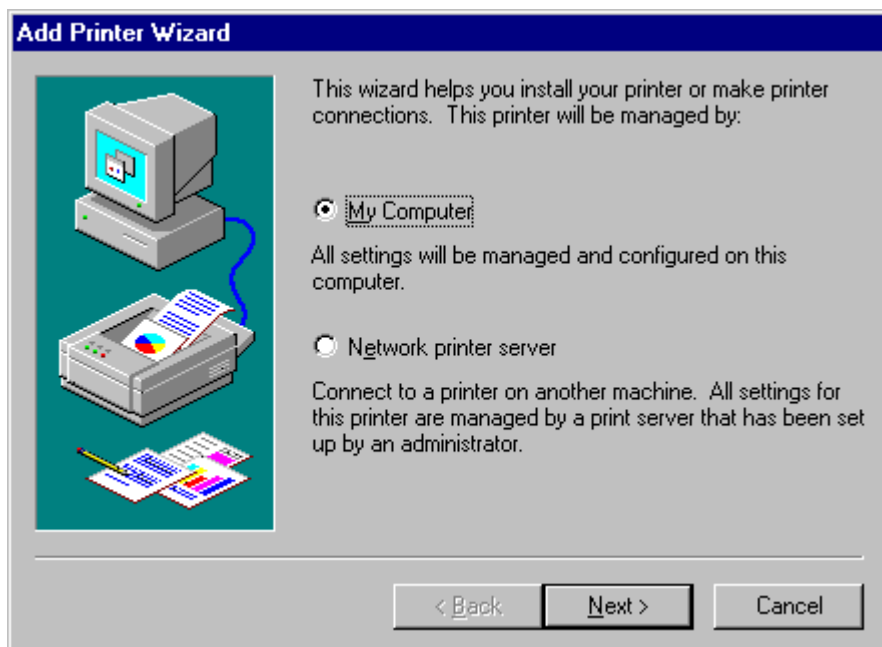 Add Printer Wizard
This wizard helps you install your printer or make printer
connections.  This printer will be managed by:
My Computer
All settings will be managed and configured on this
computer.
Network printer server
Connect to a printer on another machine.  All settings for
this printer are managed by a print server that has been set
up by an administrator.
< Back
Next >
Cancel